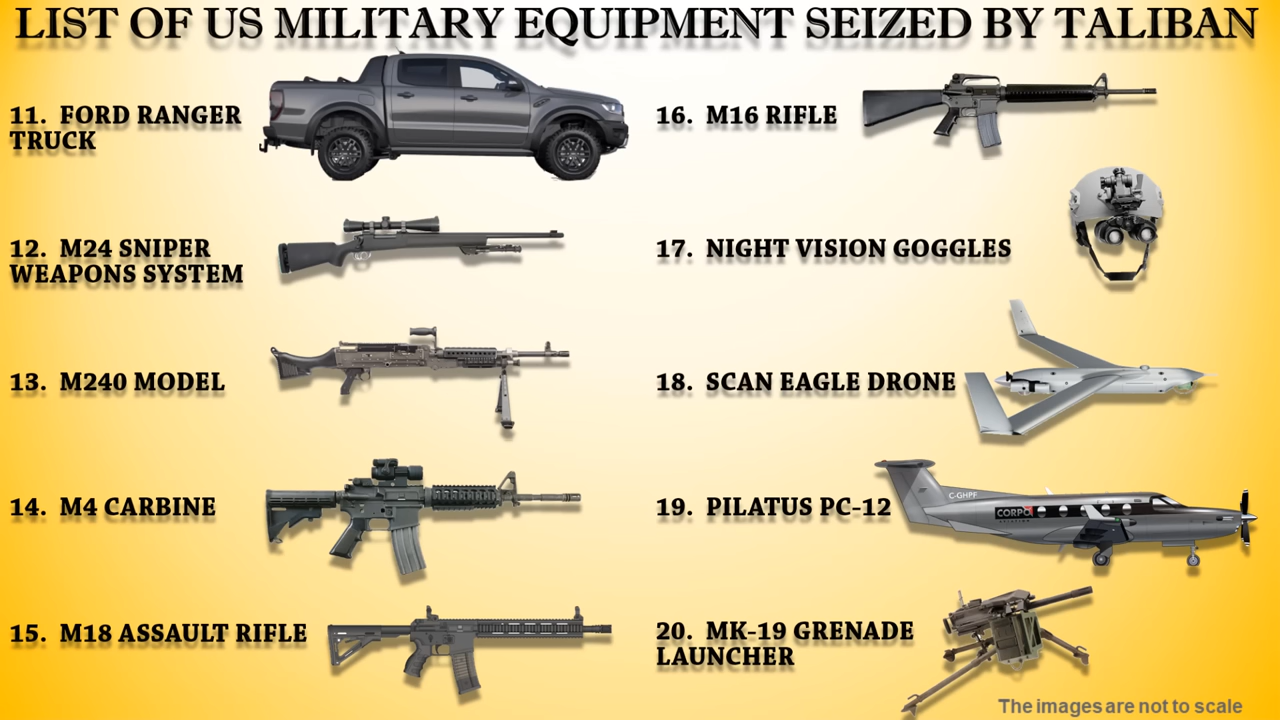 LIST OF US MILITARY EQUIPMENT SEIZED BY TALIBAN
11. FORD RANGER
TRUCK
12. M24 SNIPER
WEAPONS SYSTEM
13. M240 MODEL
14. M4 CARBINE
15. M18 ASSAULT RIFLE
16. M16 RIFLE
17. NIGHT VISION GOGGLES
18. SCAN EAGLE DRONE
19. PILATUS PC-12
C-GHPF
CORPO
20. MK-19 GRENADE
LAUNCHER
The images are not to scale